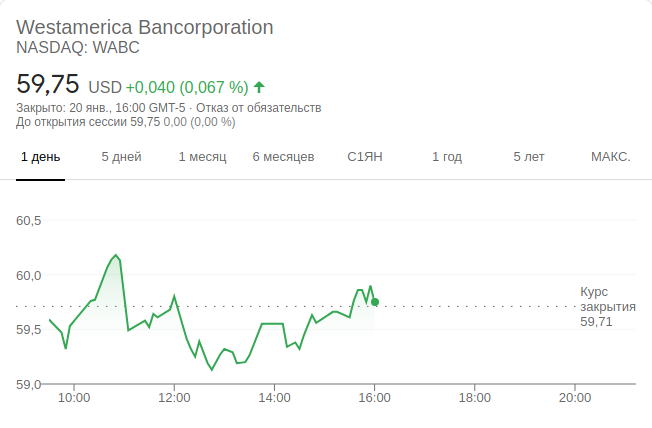 Westamerica Bancorporation
NASDAQ: WABC
59,75 USD +0,040 (0,067 %)
Закрыто: 20 янв., 16:00 GMT-5 · Отказ от обязательств
До открытия сессии 59,75 0,00 (0,00 %)
1 день 5 дней 1 месяц 6 месяцев С1ЯН 1 год 5 лет МАКС.
60,5
60,0
Курс
закрытия
59,71
59,5
59,0
10:00 12:00 14:00 16:00 18:00 20:00